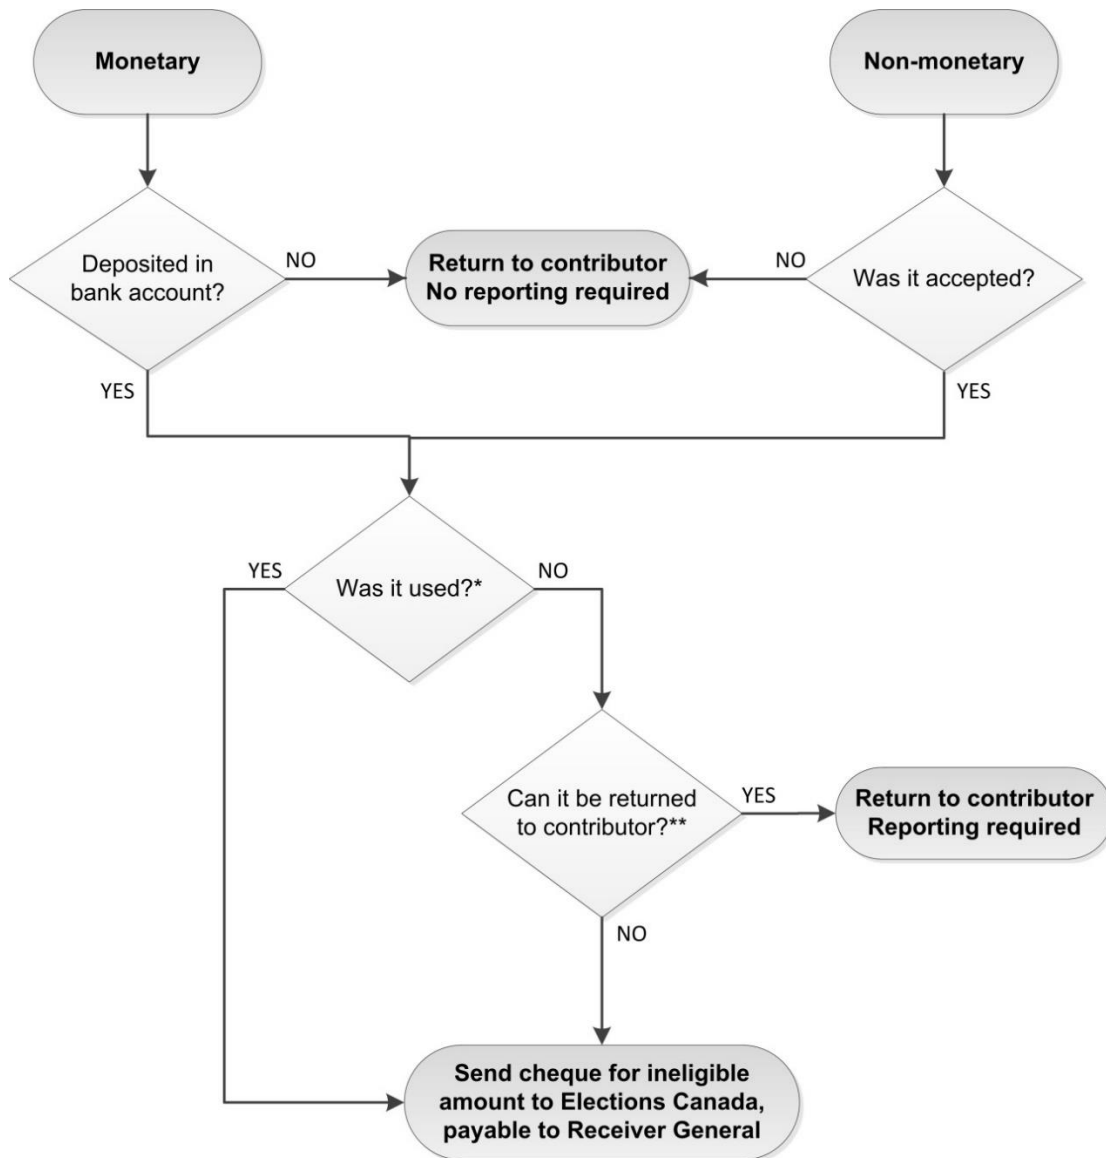 Monetary
Non-monetary
Deposited in
bank account?
NO
Return to contributor
No reporting required
NO
Was it accepted?
YES
YES
YES
Was it used?*
NO
Can it be returned
to contributor?**
YES
Return to contributor
Reporting required
NO
Send cheque for ineligible
amount to Elections Canada,
payable to Receiver General